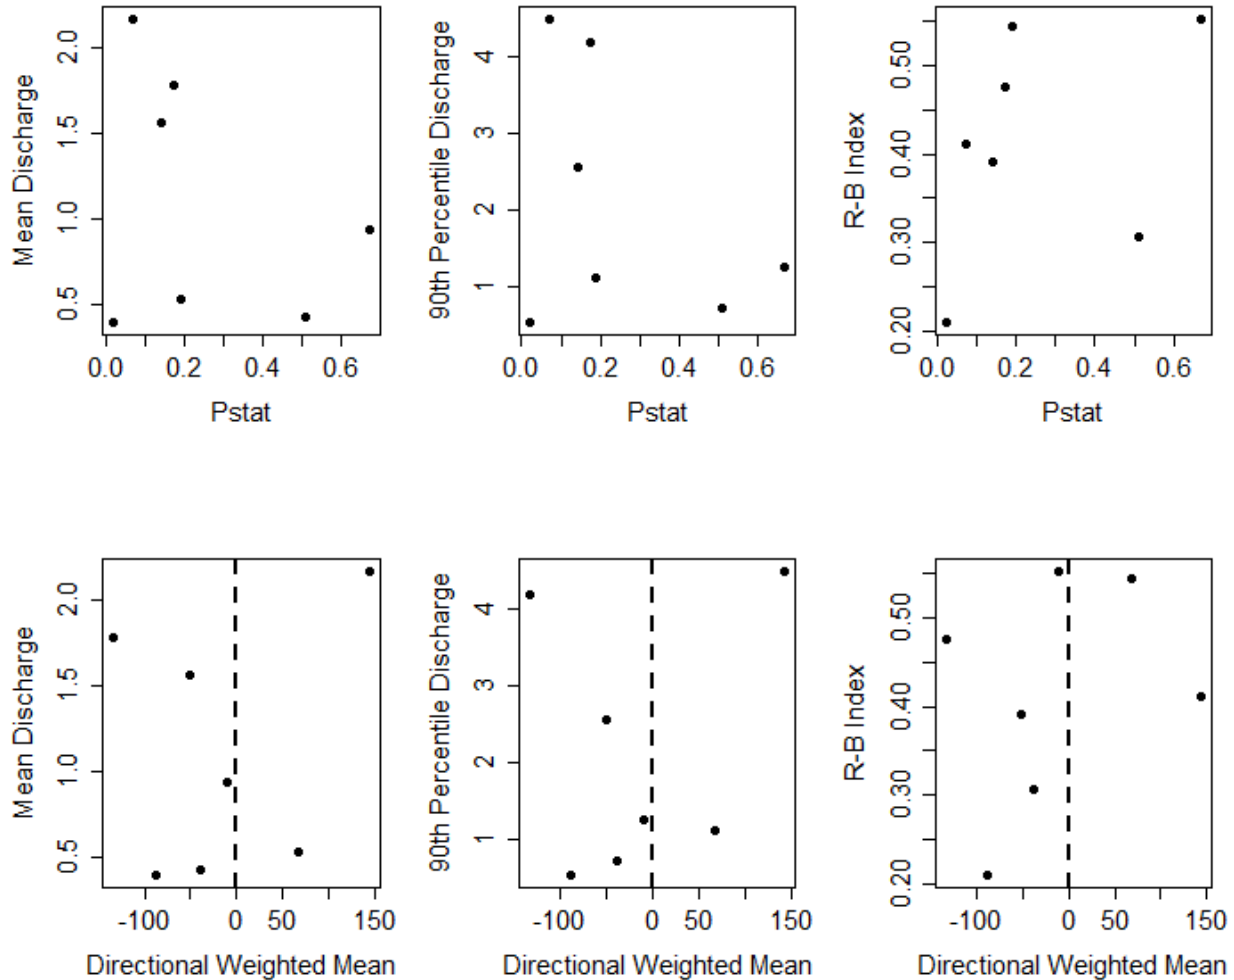 Mean Discharge
2.0
1.5
1.0
0.5
0.0 0.2 0.4 0.6
Pstat
90th Percentile Discharge
4
3
2
1
0.0 0.2 0.4 0.6
Pstat
R-B Index
0.50
0.40
0.30
0.20
0.0 0.2 0.4 0.6
Pstat
Mean Discharge
2.0
1.5
1.0
0.5
-100 0 50 150
Directional Weighted Mean
90th Percentile Discharge
4
3
2
1
-100 0 50 150
Directional Weighted Mean
R-B Index
0.50
0.40
0.30
0.20
-100 0 50 150
Directional Weighted Mean